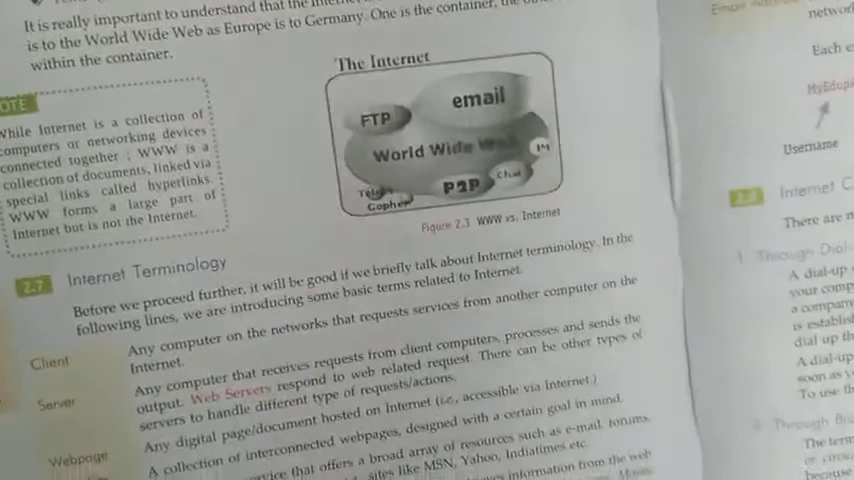 It is really important to understand that the
is to the World Wide Web as Europe is to Germany. One is the container, the
within the container.
OTE
While Internet is a collection of
computers or networking devices
connected together ; WWW is a
collection of documents, linked via
special links called hyperlinks.
WWW forms a large part of
Internet but is not the Internet.
The Internet
FTP
email
World Wide Web
IM
Chat
P2P
Gopher
Figure 2.3 WWW vs. Internet
2.7 Internet Terminology
Before we proceed further, it will be good if we briefly talk about Internet terminology. In the
following lines, we are introducing some basic terms related to Internet.
Client
Any computer on the networks that requests services from another computer on the
Internet.
Server
Any computer that receives requests from client computers, processes and sends the
output. Web Servers respond to web related request. There can be other types of
servers to handle different type of requests/actions.
Webpage
Any digital page/document hosted on Internet (i.e., accessible via Internet.)
A collection of interconnected webpages, designed with a certain goal in mind.
that offers a broad array of resources such as e-mail, forums,
sites like MSN, Yahoo, Indiatimes etc.
information from the web
Each
Username
2.8 Internet C
There are
1 Through Dial-
A dial-up
your comp
a company
is establis
dial up th
A dial-up
soon as
To use th
Through Br
The term
because